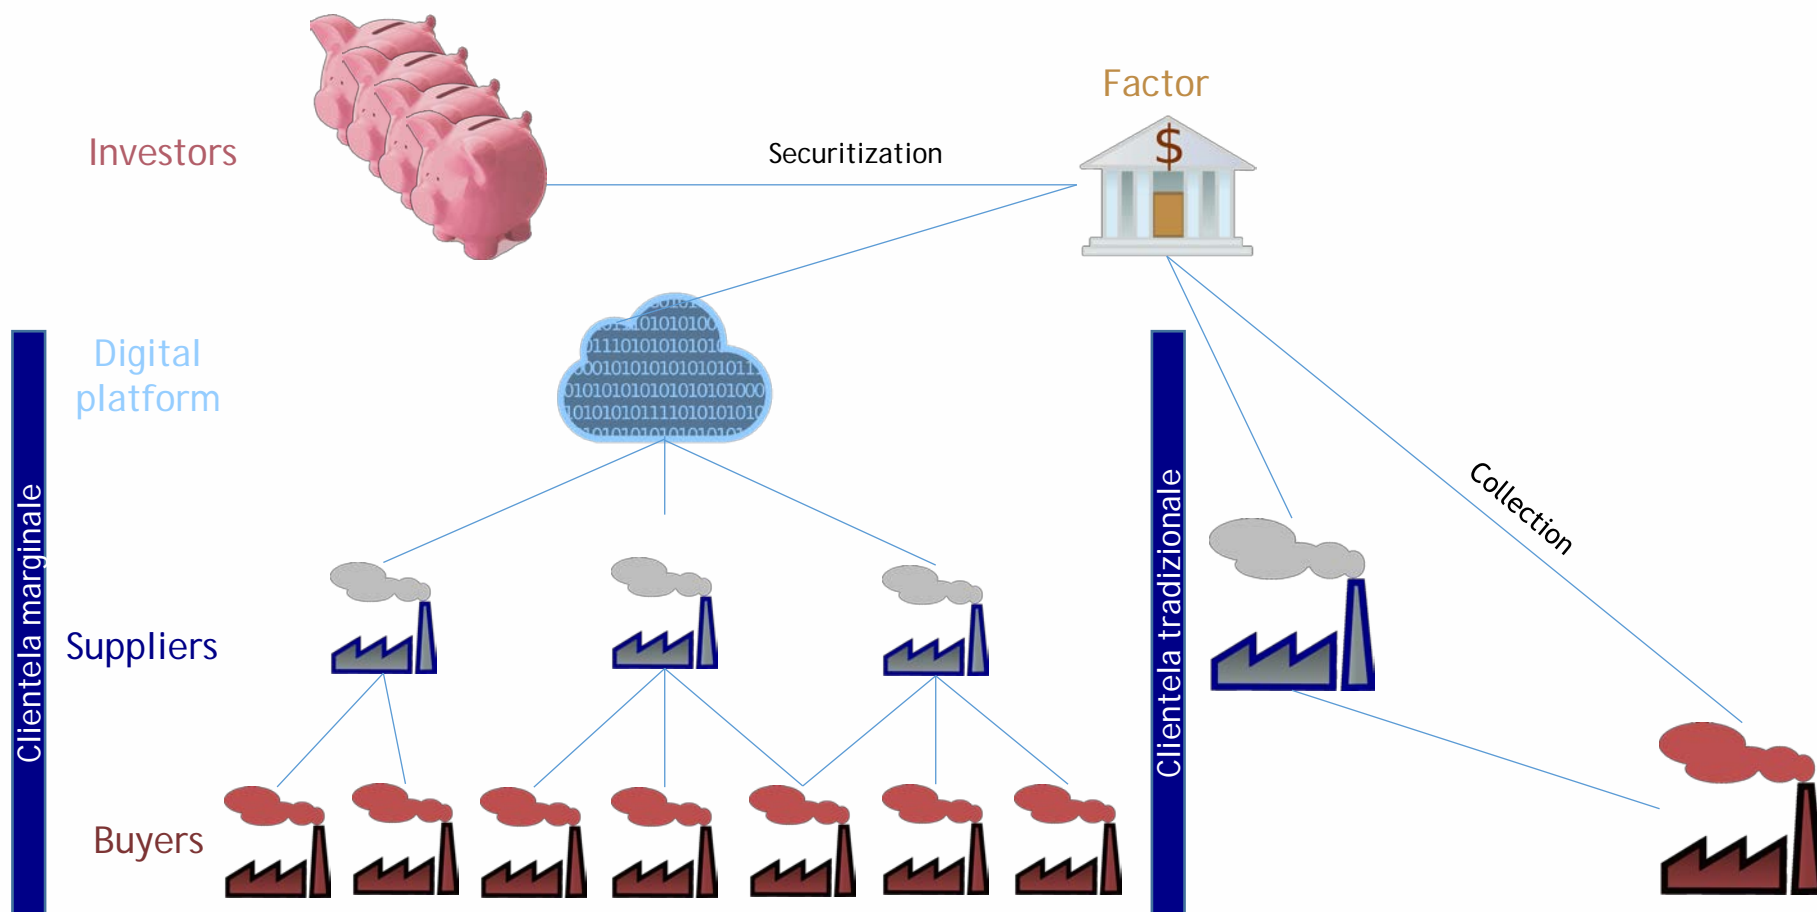 Factor
$
Investors
Securitization
Digital
platform
Collection
Clientela marginale
Clientela tradizionale
Suppliers
Buyers